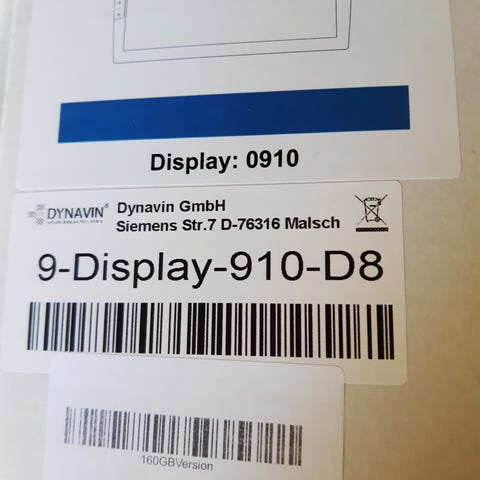 Display: 0910
DYNAVIN®
Dynavin GmbH
Siemens Str.7 D-76316 Malsch
9-Display-910-D8
160GBVersion